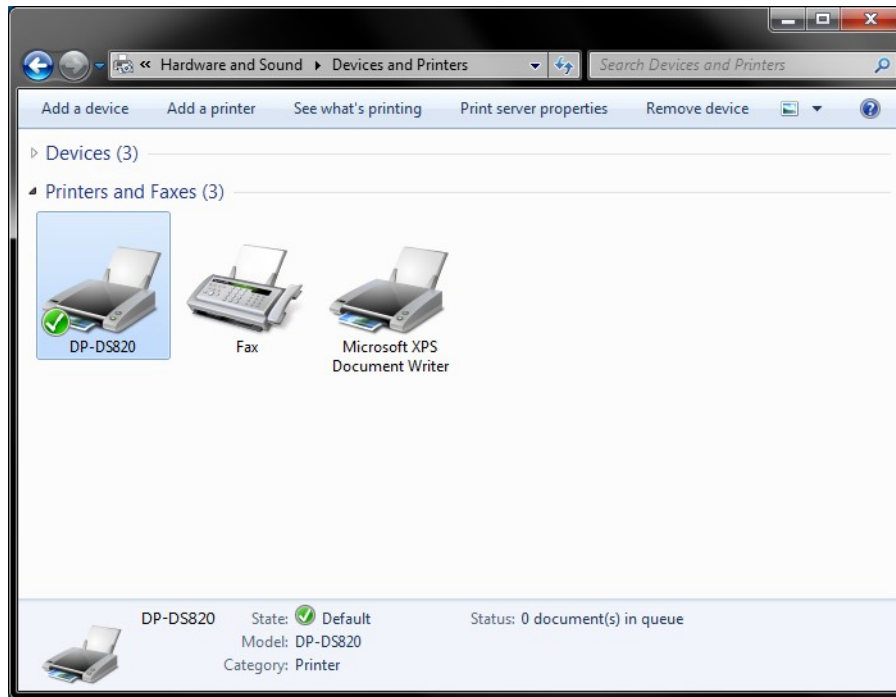 « Hardware and Sound ▸ Devices and Printers Search Devices and Printers
Add a device Add a printer See what's printing Print server properties Remove device
Devices (3)
Printers and Faxes (3)
DP-DS820 Fax Microsoft XPS
Document Writer
DP-DS820 State: Default Status: 0 document(s) in queue
Model: DP-DS820
Category: Printer